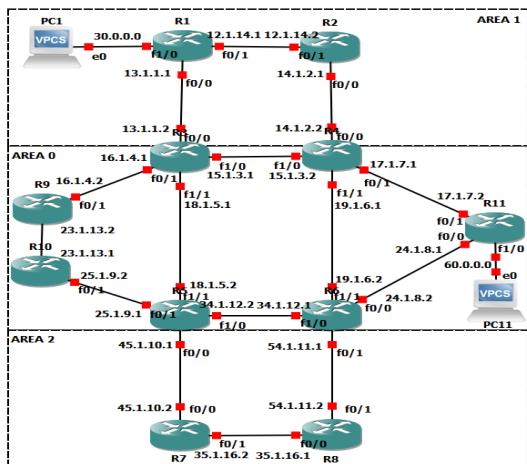 AREA 1
PC1
R1
R2
VPCS
30.0.0.0
12.1.14.1
12.1.14.2
e0
f1/0
f0/1
f0/1
f0/0
f0/0
13.1.1.1
14.1.2.1
13.1.1.2
14.1.2.2
R3
R4
f0/0
f0/0
AREA 0
16.1.4.1
f1/0
f1/0
17.1.7.1
f0/1
15.1.3.1
15.1.3.2
f0/1
R9
16.1.4.2
f1/1
f1/1
18.1.5.1
19.1.6.1
17.1.7.2
R11
f0/1
f0/1
f0/0
23.1.13.2
R10
23.1.13.1
24.1.8.1
f1/0
60.0.0.0
25.1.9.2
18.1.5.2
19.1.6.2
e0
VPCS
f0/1
R5
f1/1
R6
f1/1
24.1.8.2
PC11
25.1.9.1
f0/1
34.1.12.2
34.1.12.1
f0/0
f1/0
f1/0
AREA 2
45.1.10.1
54.1.11.1
f0/0
f0/1
45.1.10.2
54.1.11.2
f0/0
f0/1
f0/1
f0/0
R7
35.1.16.2
35.1.16.1
R8